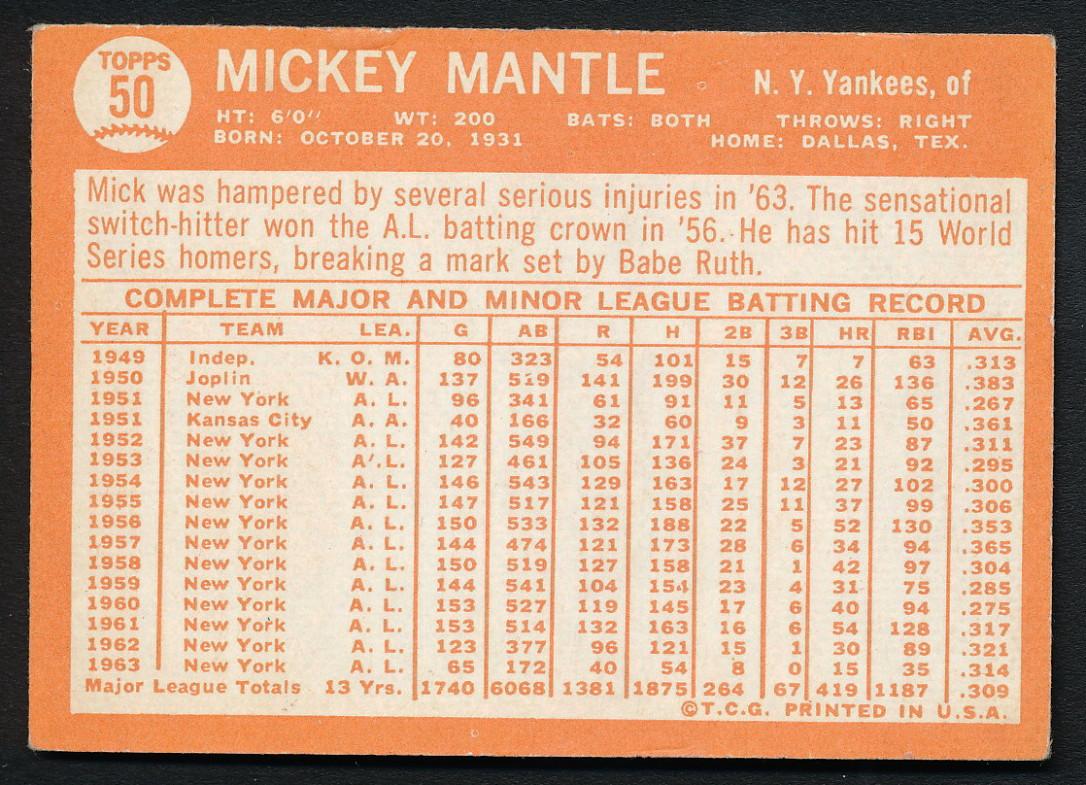 TOPPS
50
MICKEY MANTLE N. Y. Yankees, of
HT: 6'0" WT: 200 BATS: BOTH THROWS: RIGHT
BORN: OCTOBER 20, 1931 HOME: DALLAS, TEX.
Mick was hampered by several serious injuries in '63. The sensational
switch-hitter won the A.L. batting crown in '56. He has hit 15 World
Series homers, breaking a mark set by Babe Ruth.
COMPLETE MAJOR AND MINOR LEAGUE BATTING RECORD
YEAR TEAM LEA. G AB R H 2B 3B HR RBI AVG.
1949 Indep. K. O. M. 80 323 54 101 15 7 7 63 .313
1950 Joplin W. A. 137 519 141 199 30 12 26 136 .383
1951 New York A. L. 96 341 61 91 11 5 13 65 .267
1951 Kansas City A. A. 40 166 32 60 9 3 11 50 .361
1952 New York A. L. 142 549 94 171 37 7 23 87 .311
1953 New York A. L. 127 461 105 136 24 3 21 92 .295
1954 New York A. L. 146 543 129 163 17 12 27 102 .300
1955 New York A. L. 147 517 121 158 25 11 37 99 .306
1956 New York A. L. 150 533 132 188 22 5 52 130 .353
1957 New York A. L. 144 474 121 173 28 6 34 94 .365
1958 New York A. L. 150 519 127 158 21 1 42 97 .304
1959 New York A. L. 144 541 104 154 23 4 31 75 .285
1960 New York A. L. 153 527 119 145 17 6 40 94 .275
1961 New York A. L. 153 514 132 163 16 6 54 128 .317
1962 New York A. L. 123 377 96 121 15 1 30 89 .321
1963 New York A. L. 65 172 40 54 8 0 15 35 .314
Major League Totals 13 Yrs. 1740 6068 1381 1875 264 67 419 1187 .309
©T.C.G. PRINTED IN U.S.A.